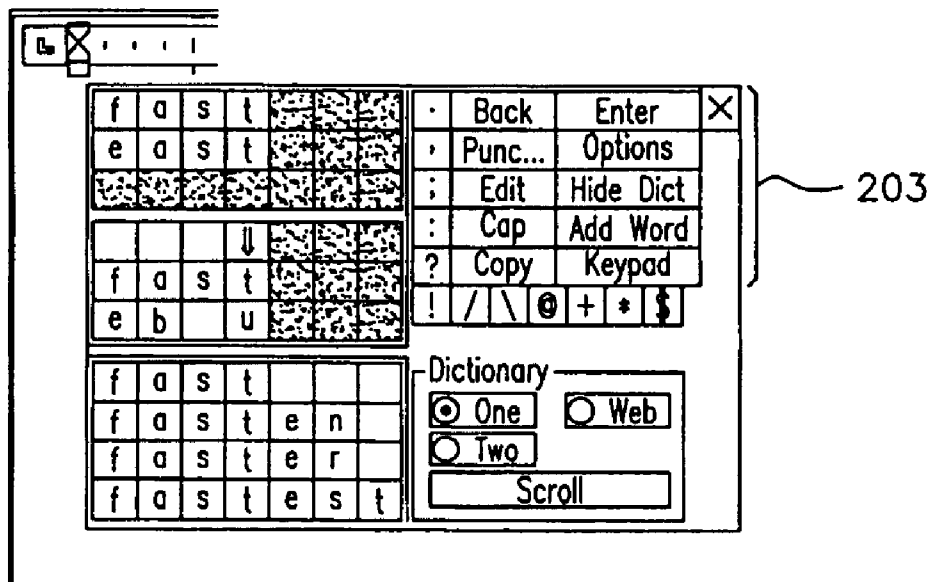 L
f a s t
e a s t
⇓
f a s t
e b u
f a s t
f a s t e n
f a s t e r
f a s t e s t
. Back Enter X
, Punc... Options
; Edit Hide Dict
: Cap Add Word
? Copy Keypad
! / \ @ + * $
203
Dictionary
One Web
Two
Scroll